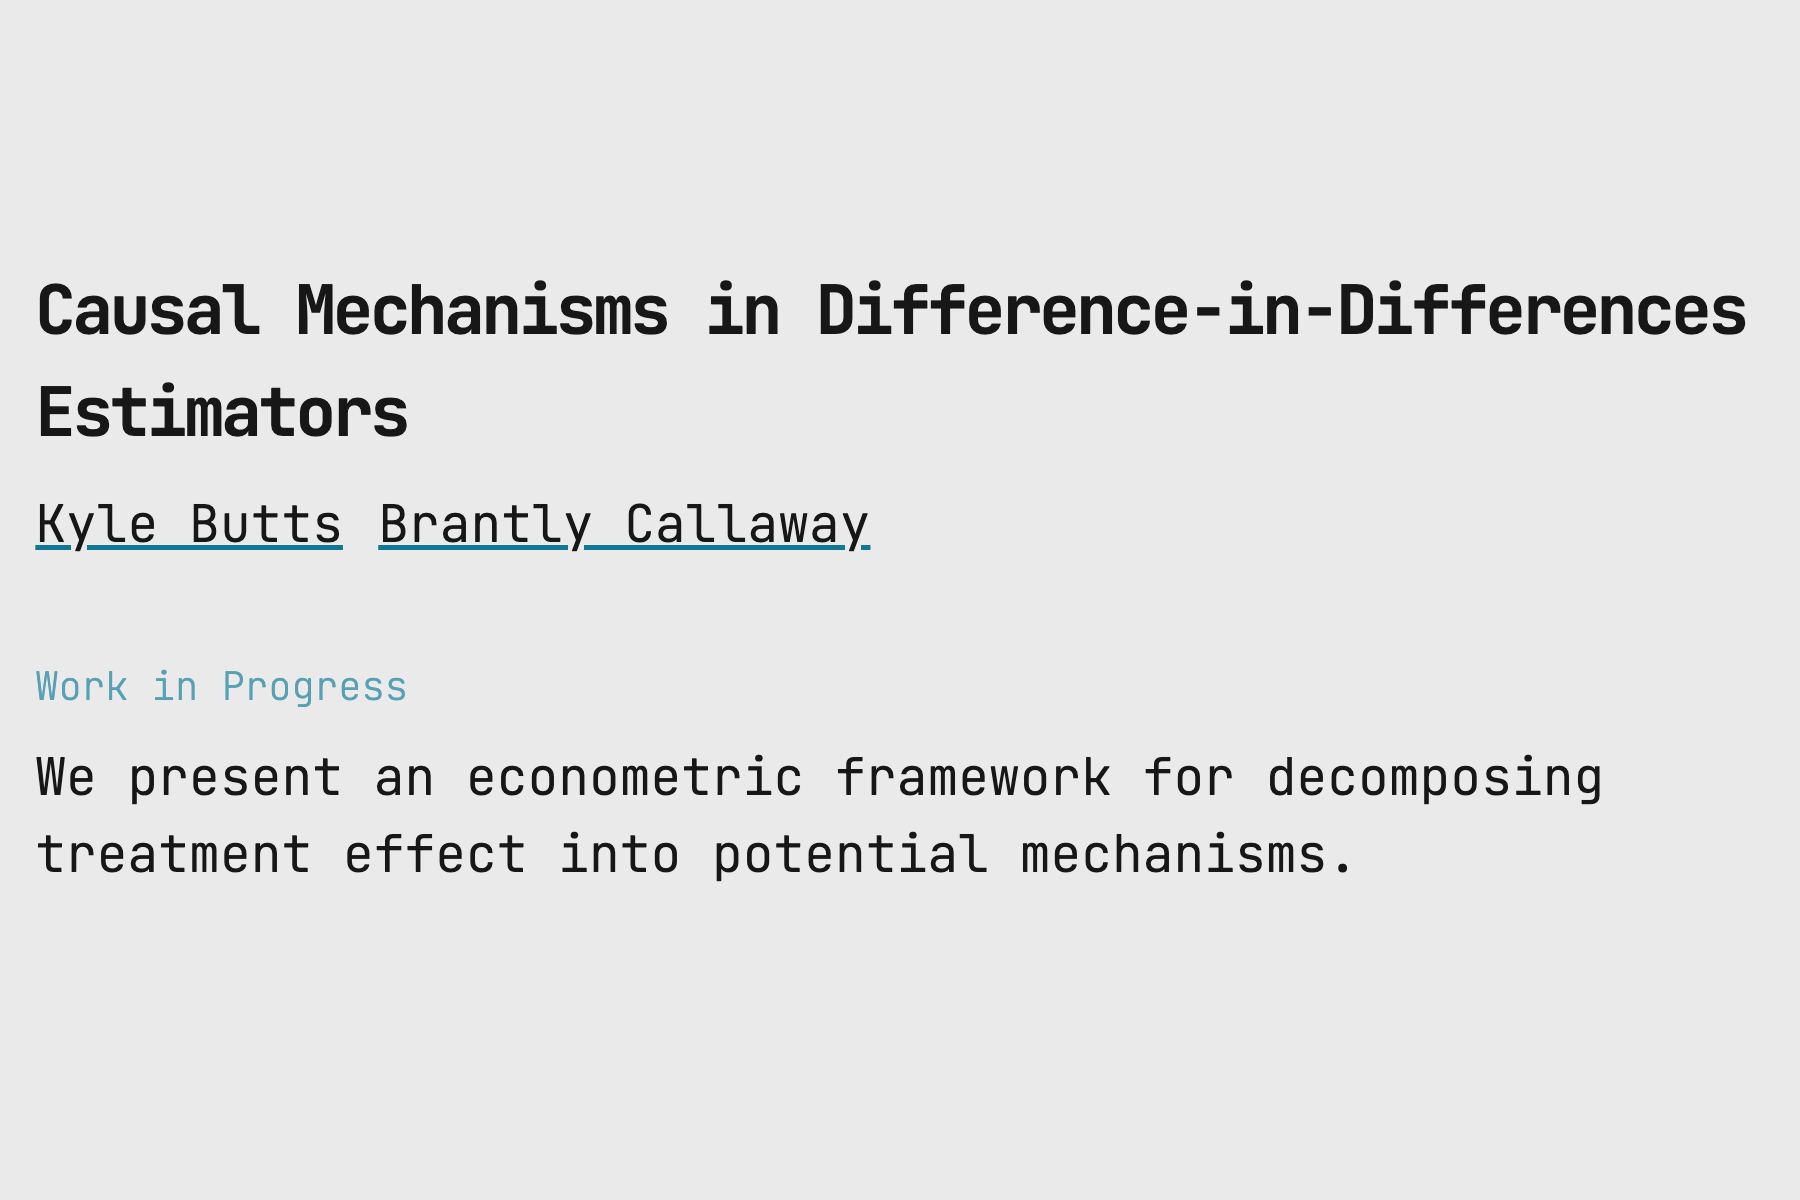 Causal Mechanisms in Difference-in-Differences
Estimators
Kyle Butts Brantly Callaway
Work in Progress
We present an econometric framework for decomposing
treatment effect into potential mechanisms.